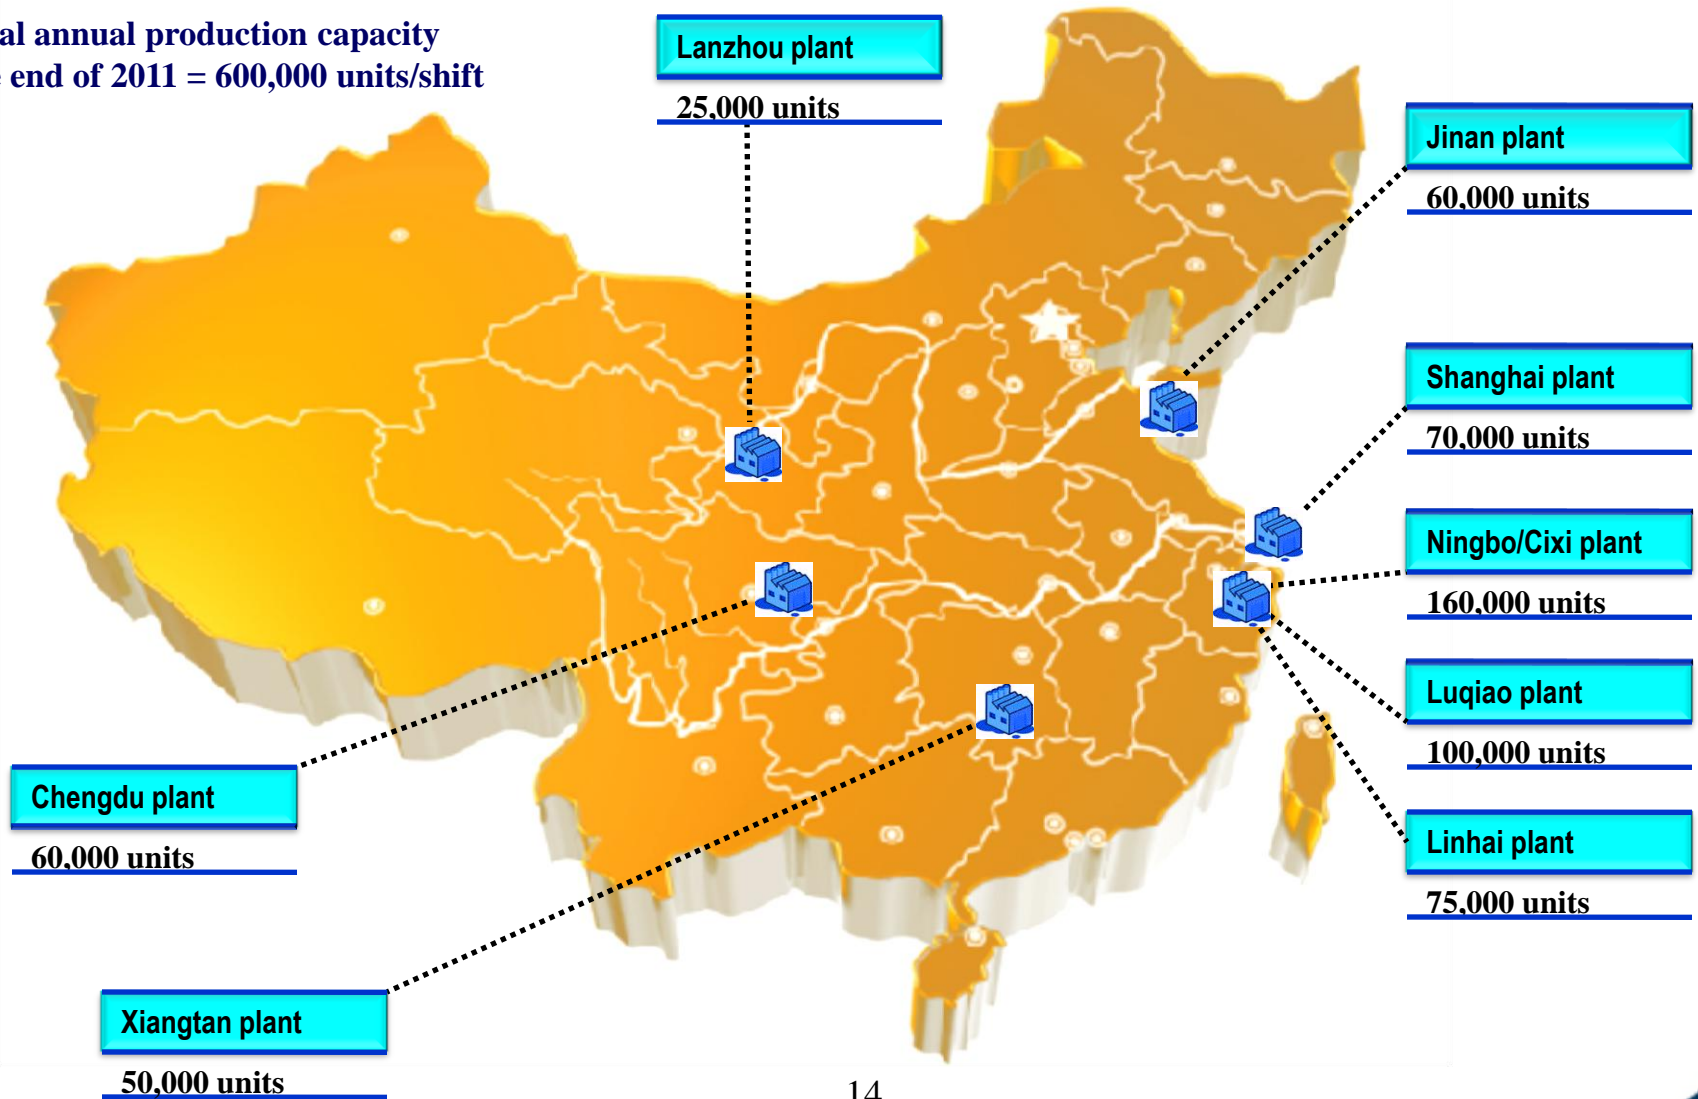 al annual production capacity
end of 2011 = 600,000 units/shift
Lanzhou plant
25,000 units
Jinan plant
60,000 units
Shanghai plant
70,000 units
Ningbo/Cixi plant
160,000 units
Luqiao plant
100,000 units
Linhai plant
75,000 units
Chengdu plant
60,000 units
Xiangtan plant
50,000 units
14